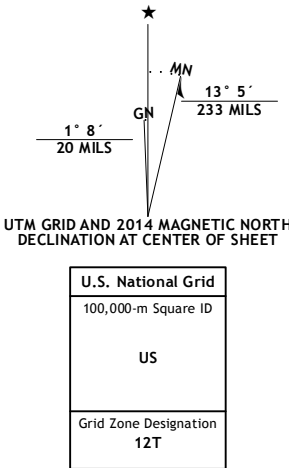 ★
MN
GN
13° 5´
233 MILS
1° 8´
20 MILS
UTM GRID AND 2014 MAGNETIC NORTH
DECLINATION AT CENTER OF SHEET
U.S. National Grid
100,000-m Square ID
US
Grid Zone Designation
12T